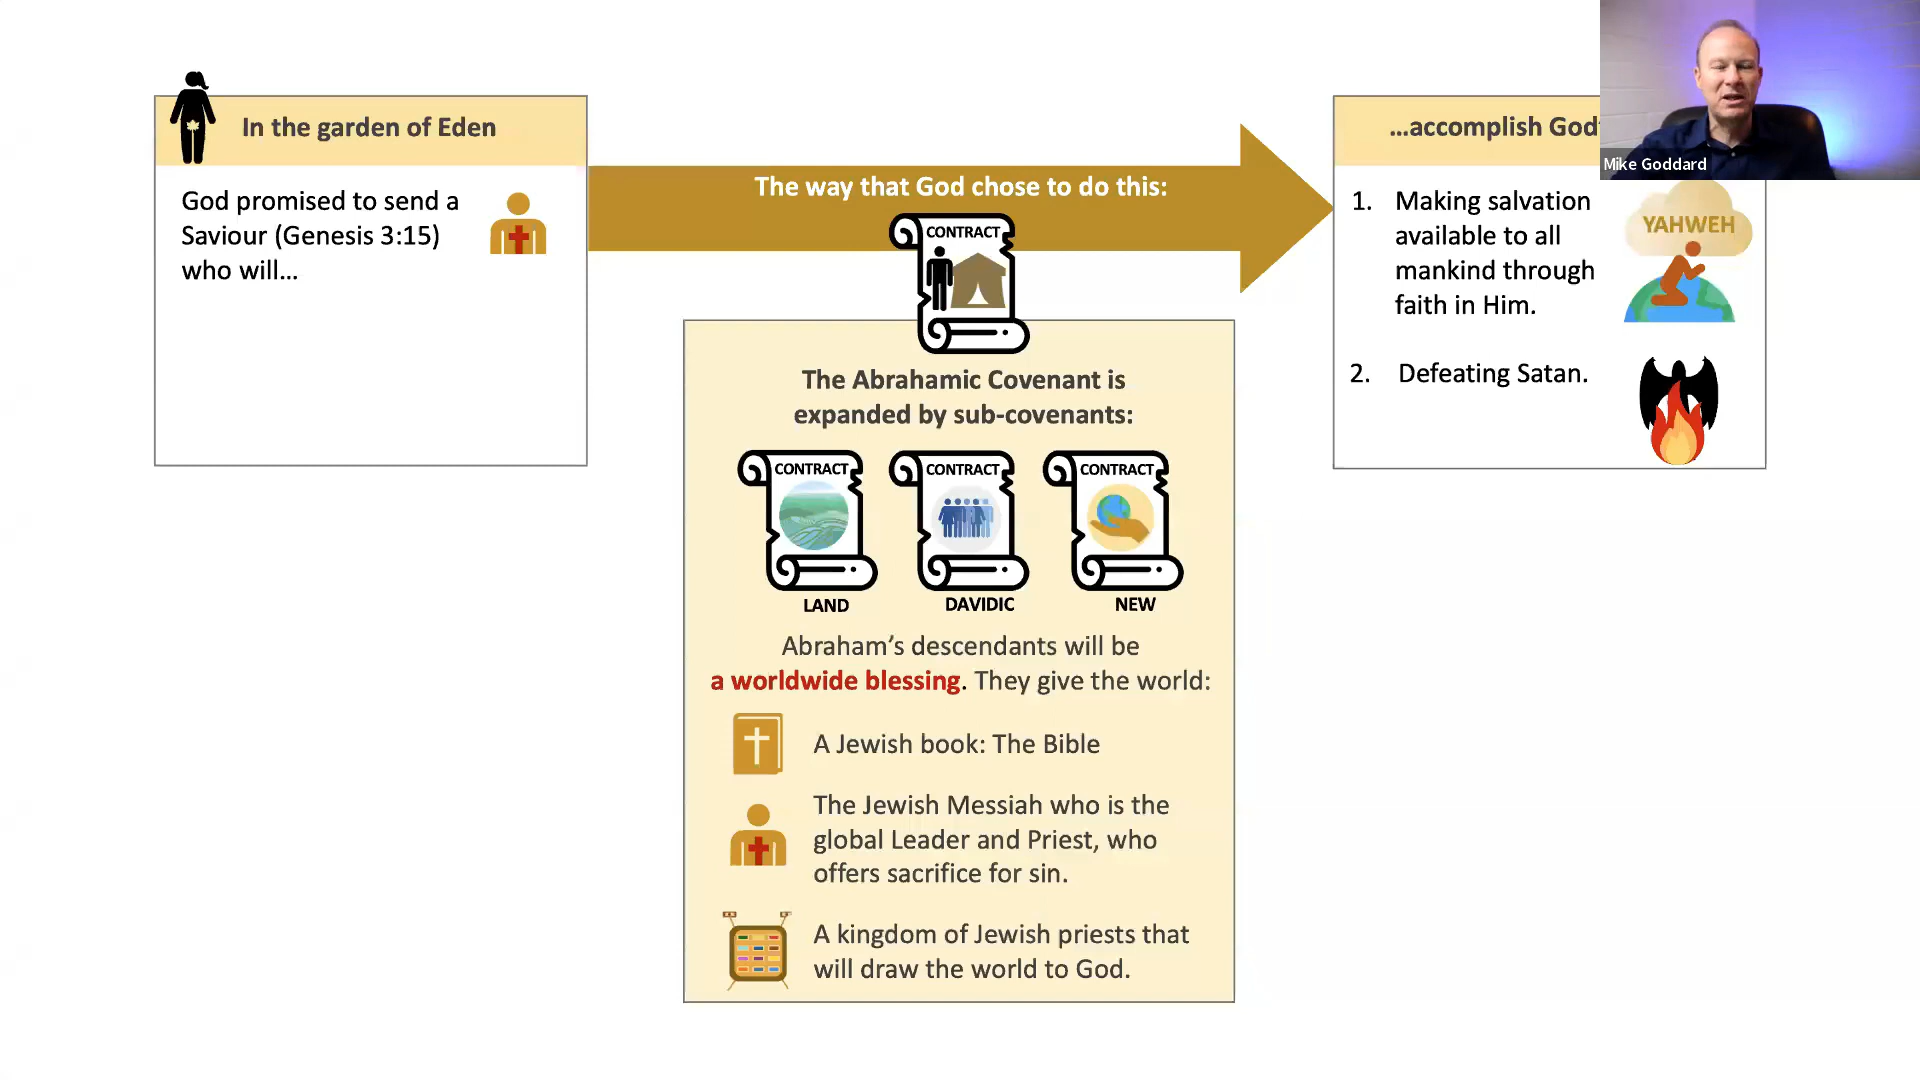 In the garden of Eden
God promised to send a
Saviour (Genesis 3:15)
who will...
The way that God chose to do this:
CONTRACT
The Abrahamic Covenant is
expanded by sub-covenants:
CONTRACT
CONTRACT
CONTRACT
LAND
DAVIDIC
NEW
Abraham’s descendants will be
a worldwide blessing. They give the world:
A Jewish book: The Bible
The Jewish Messiah who is the
global Leader and Priest, who
offers sacrifice for sin.
A kingdom of Jewish priests that
will draw the world to God.
...accomplish God
1. Making salvation
available to all
mankind through
faith in Him.
YAHWEH
2. Defeating Satan.
Mike Goddard